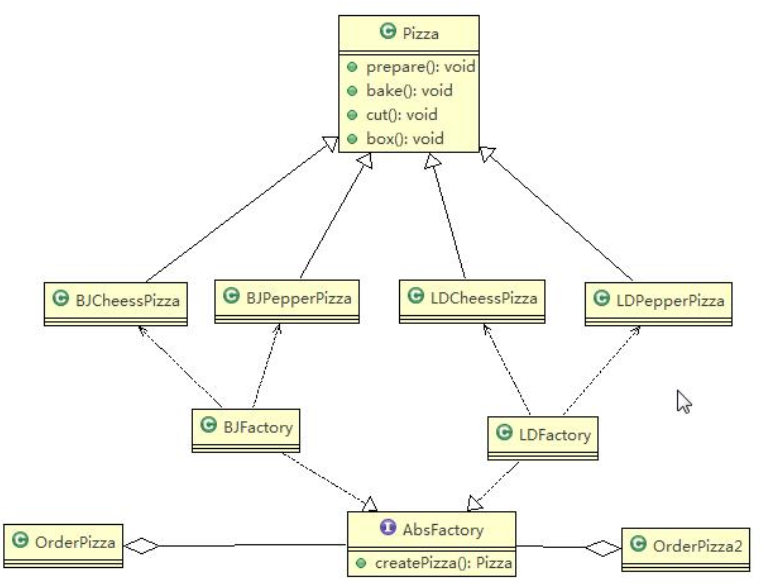 C Pizza
prepare(): void
bake(): void
cut(): void
box(): void
C BJCheessPizza
C BJPepperPizza
C LDCheessPizza
C LDPepperPizza
C BJFactory
C LDFactory
C OrderPizza
I AbsFactory
createPizza(): Pizza
C OrderPizza2